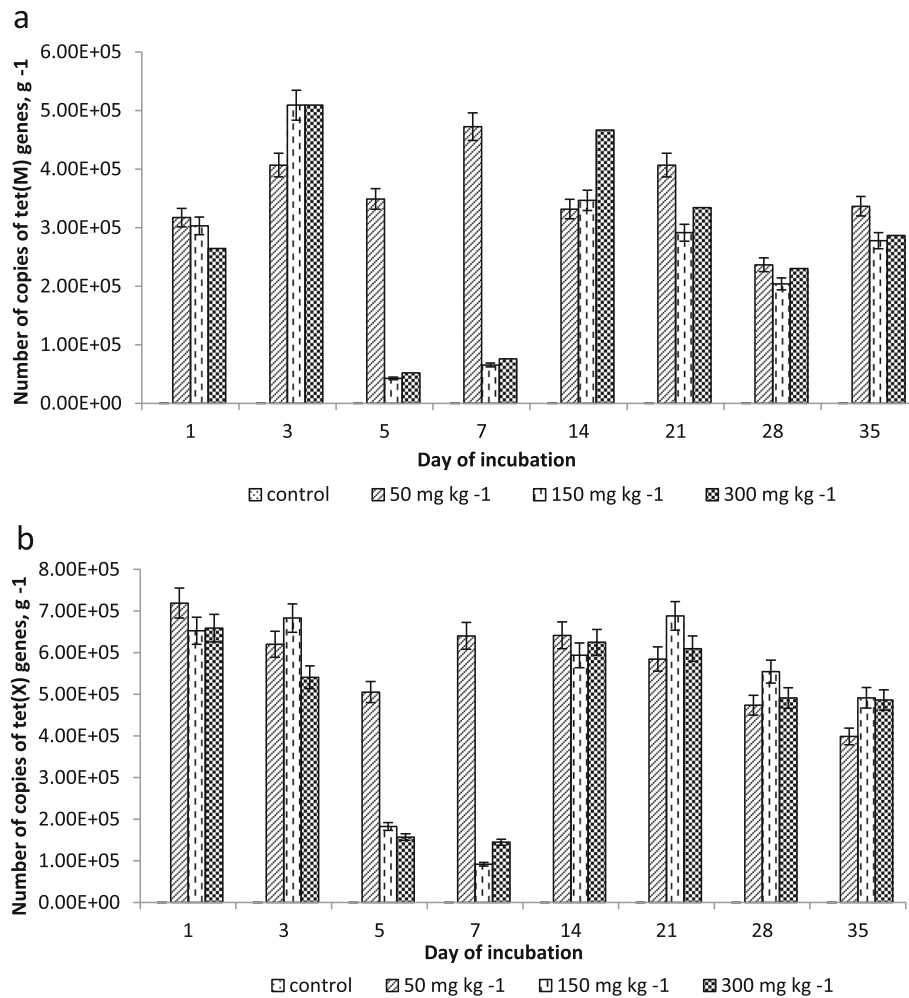 a
Number of copies of tet(M) genes, g -1
6.00E+05
5.00E+05
4.00E+05
3.00E+05
2.00E+05
1.00E+05
0.00E+00
1 3 5 7 14 21 28 35
Day of incubation
control 50 mg kg -1 150 mg kg -1 300 mg kg -1
b
Number of copies of tet(X) genes, g -1
8.00E+05
7.00E+05
6.00E+05
5.00E+05
4.00E+05
3.00E+05
2.00E+05
1.00E+05
0.00E+00
1 3 5 7 14 21 28 35
Day of incubation
control 50 mg kg -1 150 mg kg -1 300 mg kg -1